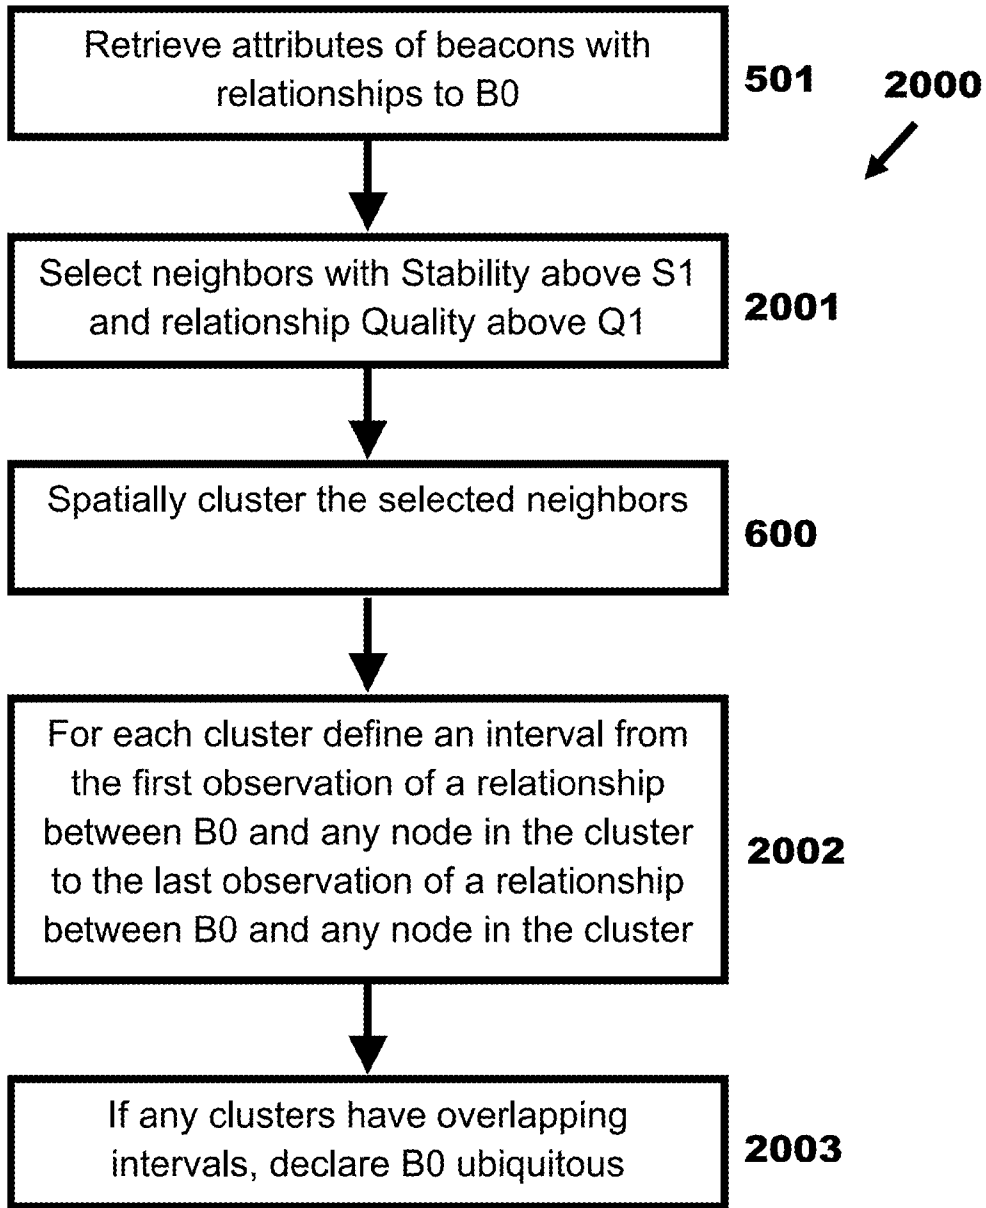 Retrieve attributes of beacons with
relationships to B0
501
2000
Select neighbors with Stability above S1
and relationship Quality above Q1
2001
Spatially cluster the selected neighbors
600
For each cluster define an interval from
the first observation of a relationship
between B0 and any node in the cluster
to the last observation of a relationship
between B0 and any node in the cluster
2002
If any clusters have overlapping
intervals, declare B0 ubiquitous
2003